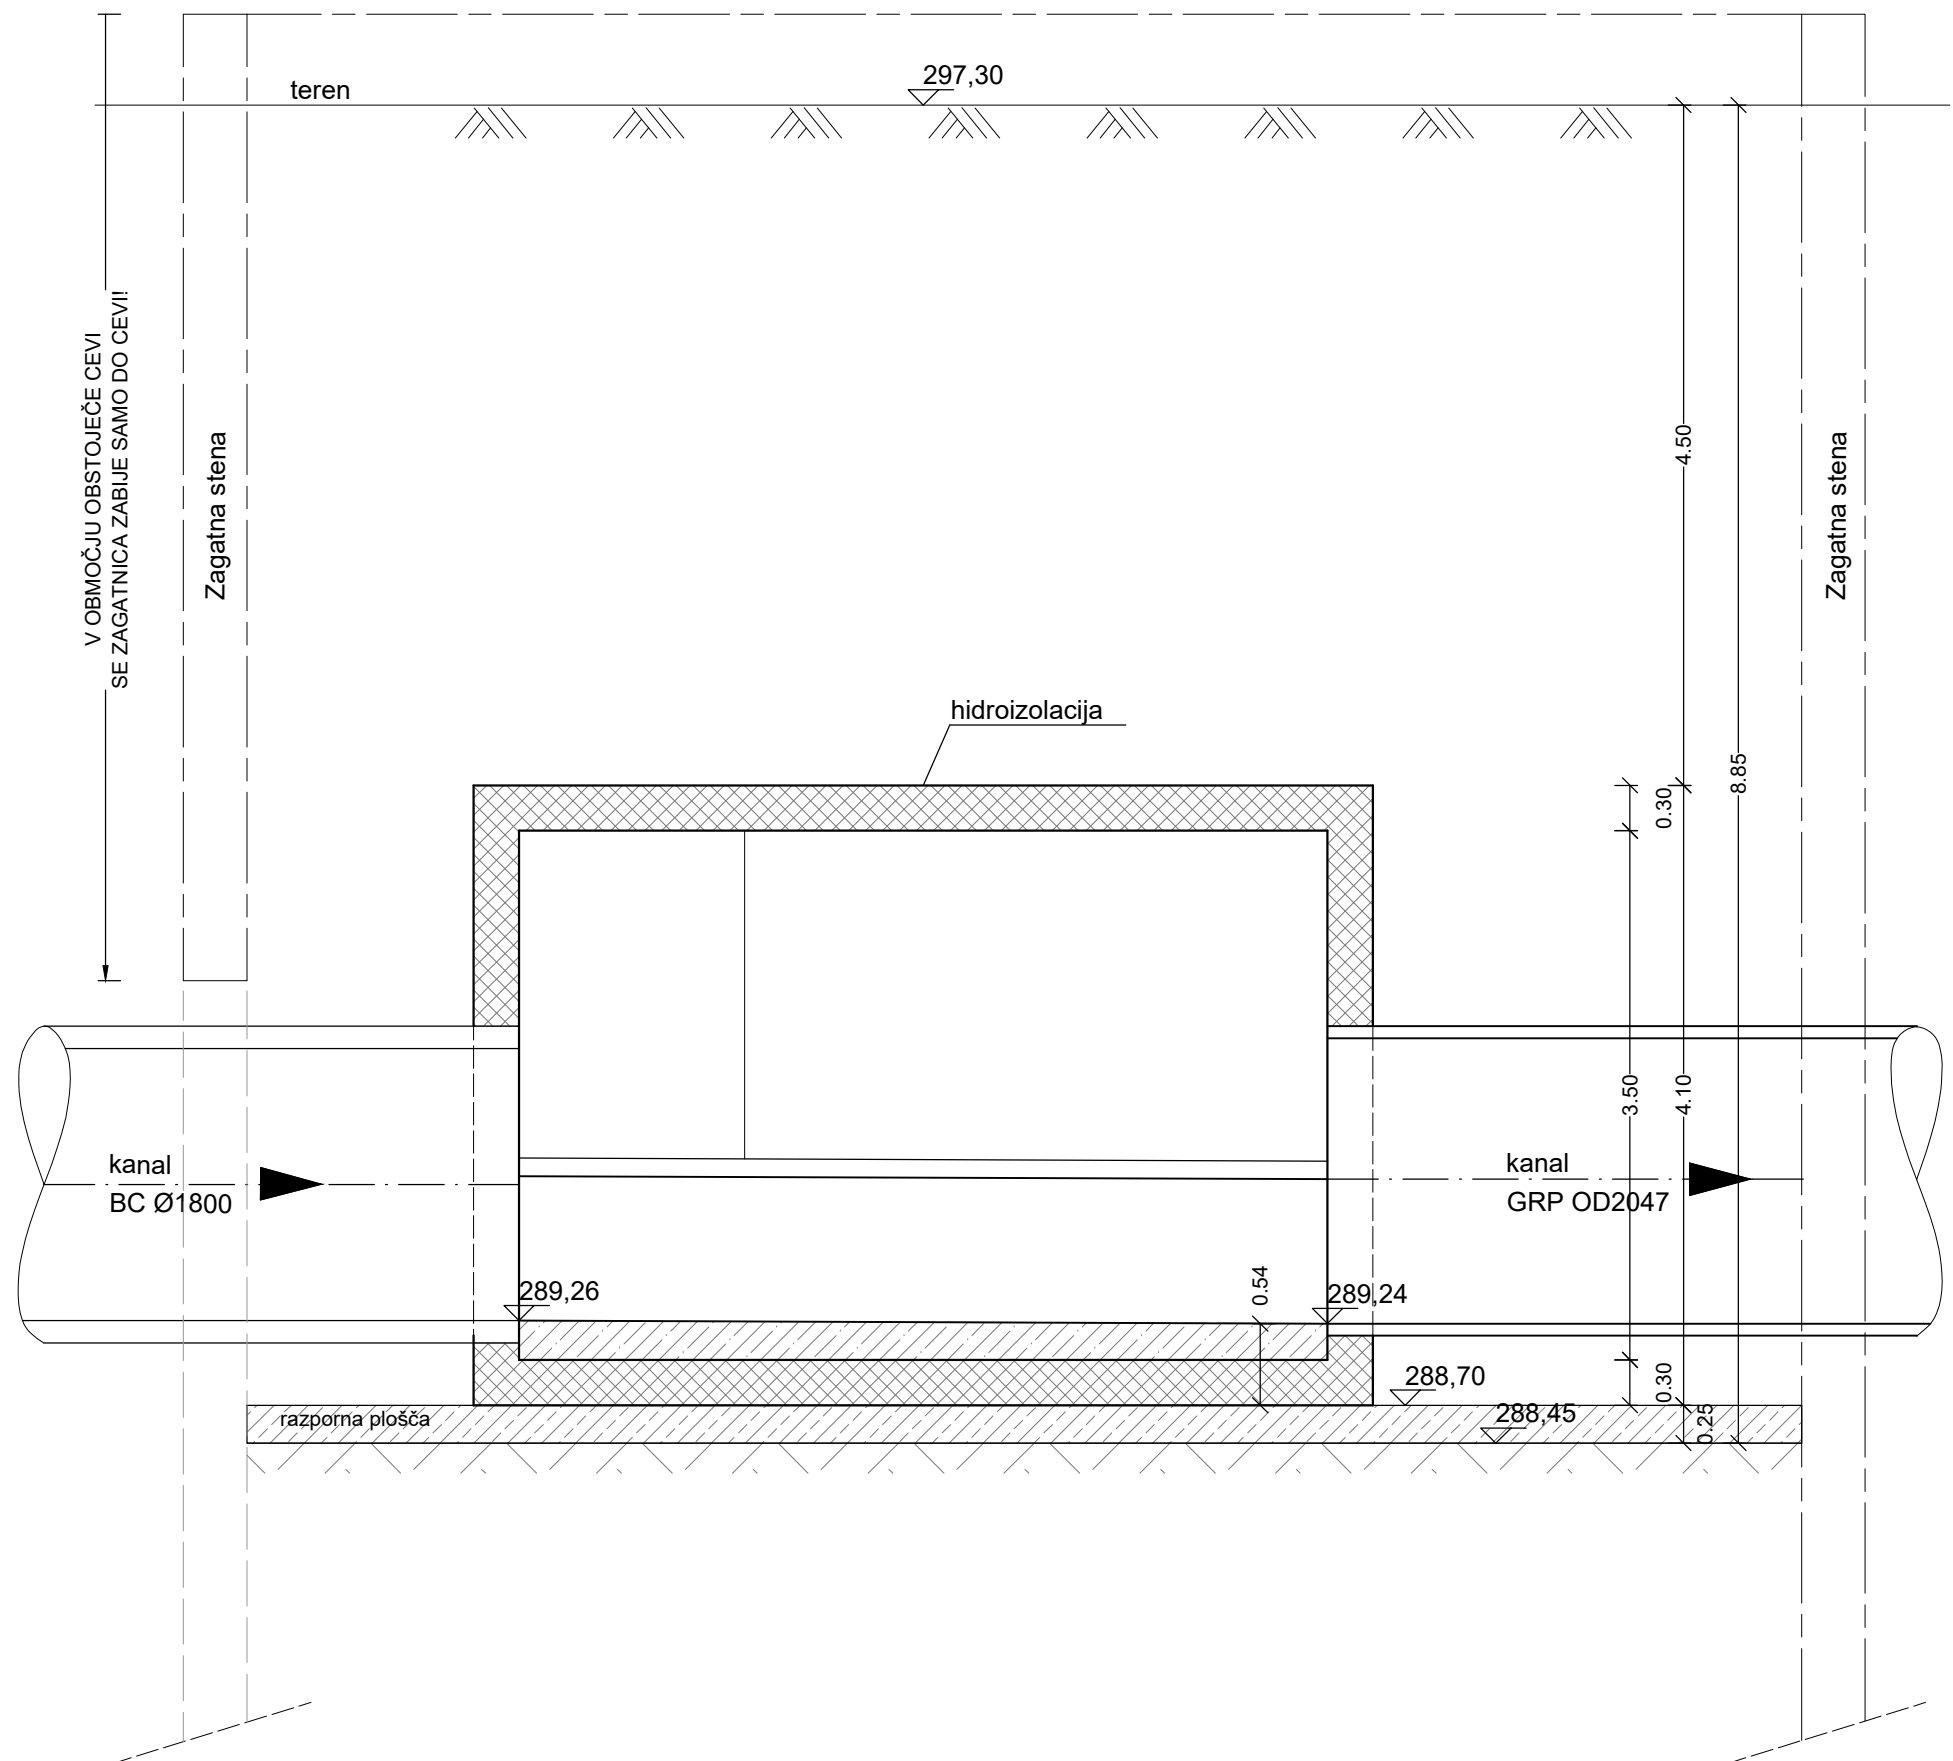 297,30
teren
V OBMOČJU OBSTOJEČE CEVI
SE ZAGATNICA ZABIJE SAMO DO CEVI!
Zagatna stena
Zagatna stena
4.50
hidroizolacija
8.85
0.30
3.50
4.10
kanal
BC Ø1800
kanal
GRP OD2047
289,26
0.54
289,24
288,70
0.30
razporna plošča
288,45
0.25